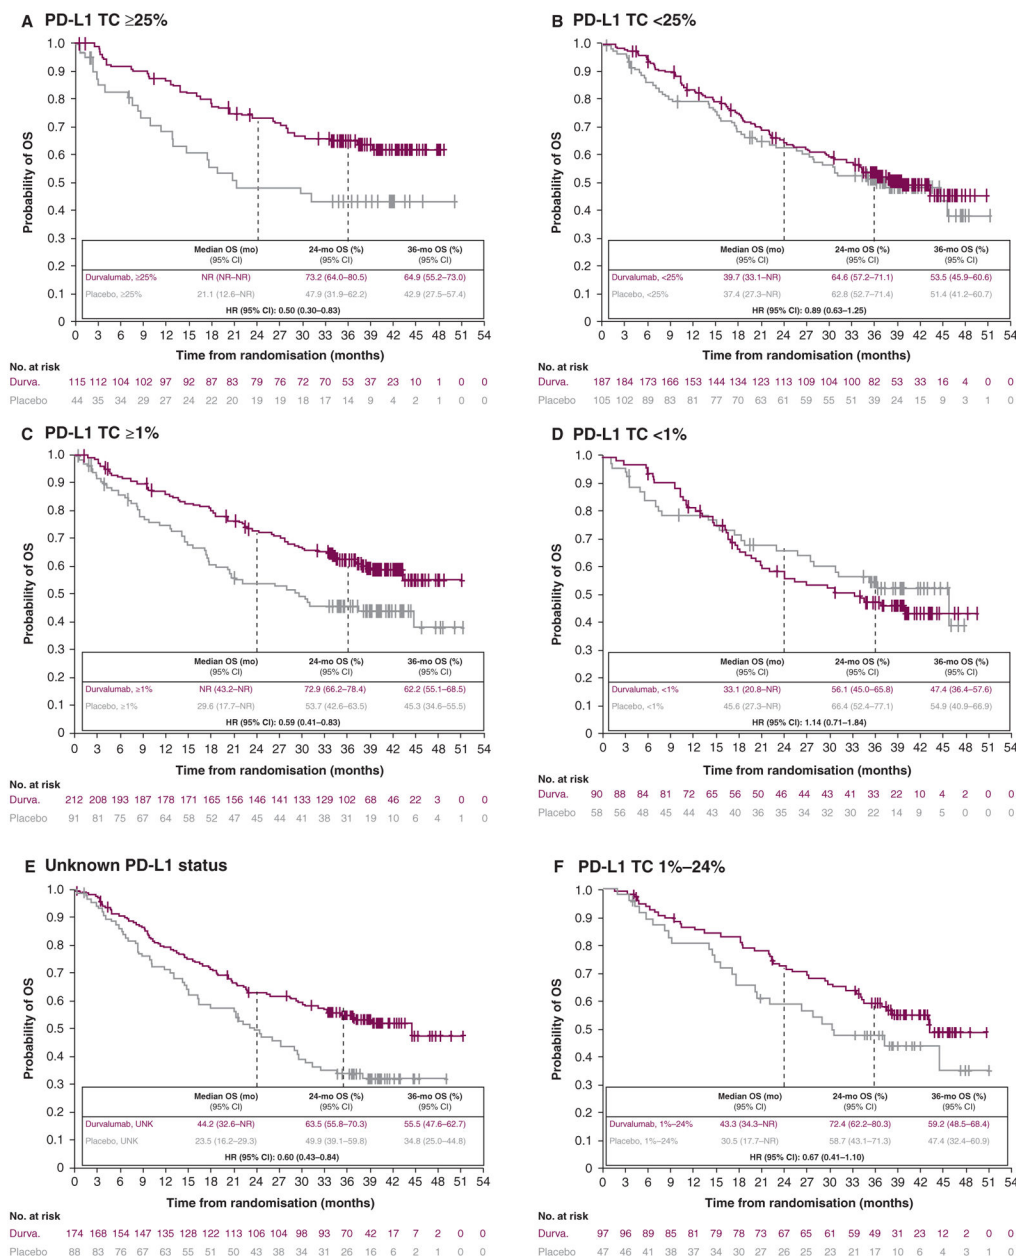 A PD-L1 TC ≥25%
1.0
0.9
0.8
0.7
0.6
0.5
0.4
0.3
0.2
0.1
0
Probability of OS
Median OS (mo) 24-mo OS (%) 36-mo OS (%)
(95% CI) (95% CI) (95% CI)
Durvalumab, ≥25% NR (NR–NR) 73.2 (64.0–80.5) 64.9 (55.2–73.0)
Placebo, ≥25% 21.1 (12.6–NR) 47.9 (31.9–62.2) 42.9 (27.5–57.4)
HR (95% CI): 0.50 (0.30–0.83)
0 3 6 9 12 15 18 21 24 27 30 33 36 39 42 45 48 51 54
Time from randomisation (months)
No. at risk
Durva. 115 112 104 102 97 92 87 83 79 76 72 70 53 37 23 10 1 0 0
Placebo 44 35 34 29 27 24 22 20 19 19 18 17 14 9 4 2 1 0 0
B PD-L1 TC <25%
1.0
0.9
0.8
0.7
0.6
0.5
0.4
0.3
0.2
0.1
0
Probability of OS
Median OS (mo) 24-mo OS (%) 36-mo OS (%)
(95% CI) (95% CI) (95% CI)
Durvalumab, <25% 39.7 (33.1–NR) 64.6 (57.2–71.1) 53.5 (45.9–60.6)
Placebo, <25% 37.4 (27.3–NR) 62.8 (52.7–71.4) 51.4 (41.2–60.7)
HR (95% CI): 0.89 (0.63–1.25)
0 3 6 9 12 15 18 21 24 27 30 33 36 39 42 45 48 51 54
Time from randomisation (months)
No. at risk
Durva. 187 184 173 166 153 144 134 123 113 109 104 100 82 53 33 16 4 0 0
Placebo 105 102 89 83 81 77 70 63 61 59 55 51 39 24 15 9 3 1 0
C PD-L1 TC ≥1%
1.0
0.9
0.8
0.7
0.6
0.5
0.4
0.3
0.2
0.1
0
Probability of OS
Median OS (mo) 24-mo OS (%) 36-mo OS (%)
(95% CI) (95% CI) (95% CI)
Durvalumab, ≥1% NR (43.2–NR) 72.9 (66.2–78.4) 62.2 (55.1–68.5)
Placebo, ≥1% 29.6 (17.7–NR) 53.7 (42.6–63.5) 45.3 (34.6–55.5)
HR (95% CI): 0.59 (0.41–0.83)
0 3 6 9 12 15 18 21 24 27 30 33 36 39 42 45 48 51 54
Time from randomisation (months)
No. at risk
Durva. 212 208 193 187 178 171 165 156 146 141 133 129 102 68 46 22 3 0 0
Placebo 91 81 75 67 64 58 52 47 45 44 41 38 31 19 10 6 4 1 0
D PD-L1 TC <1%
1.0
0.9
0.8
0.7
0.6
0.5
0.4
0.3
0.2
0.1
0
Probability of OS
Median OS (mo) 24-mo OS (%) 36-mo OS (%)
(95% CI) (95% CI) (95% CI)
Durvalumab, <1% 33.1 (20.8–NR) 56.1 (45.0–65.8) 47.4 (36.4–57.6)
Placebo, <1% 45.6 (27.3–NR) 66.4 (52.4–77.1) 54.9 (40.9–66.9)
HR (95% CI): 1.14 (0.71–1.84)
0 3 6 9 12 15 18 21 24 27 30 33 36 39 42 45 48 51 54
Time from randomisation (months)
No. at risk
Durva. 90 88 84 81 72 65 56 50 46 44 43 41 33 22 10 4 2 0 0
Placebo 58 56 48 45 44 43 40 36 35 34 32 30 22 14 9 5 0 0 0
E Unknown PD-L1 status
1.0
0.9
0.8
0.7
0.6
0.5
0.4
0.3
0.2
0.1
0
Probability of OS
Median OS (mo) 24-mo OS (%) 36-mo OS (%)
(95% CI) (95% CI) (95% CI)
Durvalumab, UNK 44.2 (32.6–NR) 63.5 (55.8–70.3) 55.5 (47.6–62.7)
Placebo, UNK 23.5 (16.2–29.3) 49.9 (39.1–59.8) 34.8 (25.0–44.8)
HR (95% CI): 0.60 (0.43–0.84)
0 3 6 9 12 15 18 21 24 27 30 33 36 39 42 45 48 51 54
Time from randomisation (months)
No. at risk
Durva. 174 168 154 147 135 128 122 113 106 104 98 93 70 42 17 7 2 0 0
Placebo 88 83 76 67 63 55 51 50 43 38 34 31 26 16 6 2 1 0 0
F PD-L1 TC 1%–24%
1.0
0.9
0.8
0.7
0.6
0.5
0.4
0.3
0.2
0.1
0
Probability of OS
Median OS (mo) 24-mo OS (%) 36-mo OS (%)
(95% CI) (95% CI) (95% CI)
Durvalumab, 1%–24% 43.3 (34.3–NR) 72.4 (62.2–80.3) 59.2 (48.5–68.4)
Placebo, 1%–24% 30.5 (17.7–NR) 58.7 (43.1–71.3) 47.4 (32.4–60.9)
HR (95% CI): 0.67 (0.41–1.10)
0 3 6 9 12 15 18 21 24 27 30 33 36 39 42 45 48 51 54
Time from randomisation (months)
No. at risk
Durva. 97 96 89 85 81 79 78 73 67 65 61 59 49 31 23 12 2 0 0
Placebo 47 46 41 38 37 34 30 27 26 25 23 21 17 10 6 4 3 1 0